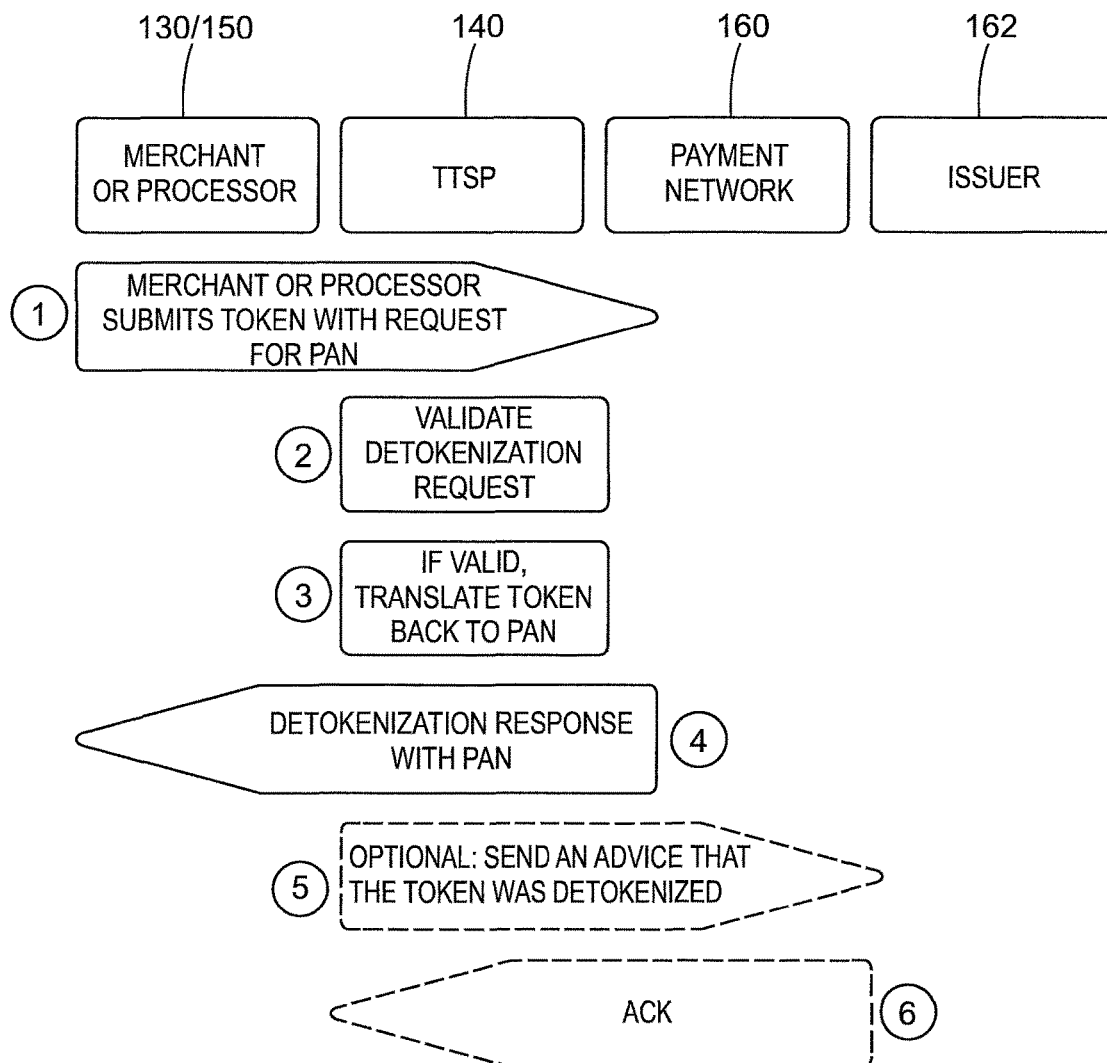 130/150
140
160
162
MERCHANT
OR PROCESSOR
TTSP
PAYMENT
NETWORK
ISSUER
1
MERCHANT OR PROCESSOR
SUBMITS TOKEN WITH REQUEST
FOR PAN
2
VALIDATE
DETOKENIZATION
REQUEST
3
IF VALID,
TRANSLATE TOKEN
BACK TO PAN
DETOKENIZATION RESPONSE
WITH PAN
4
5
OPTIONAL: SEND AN ADVICE THAT
THE TOKEN WAS DETOKENIZED
ACK
6